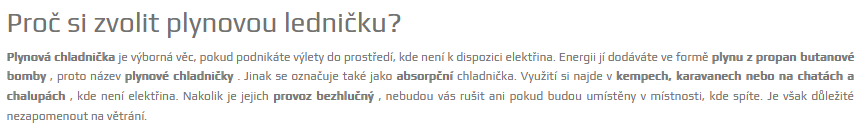 Proč si zvolit plynovou ledničku?
Plynová chladnička je výborná věc, pokud podnikáte výlety do prostředí, kde není k dispozici elektřina. Energii jí dodáváte ve formě plynu z propan butanové
bomby , proto název plynové chladničky . Jinak se označuje také jako absorpční chladnička. Využití si najde v kempech, karavanech nebo na chatách a
chalupách , kde není elektřina. Nakolik je jejich provoz bezhlučný , nebudou vás rušit ani pokud budou umístěny v místnosti, kde spíte. Je však důležité
nezapomenout na větrání.